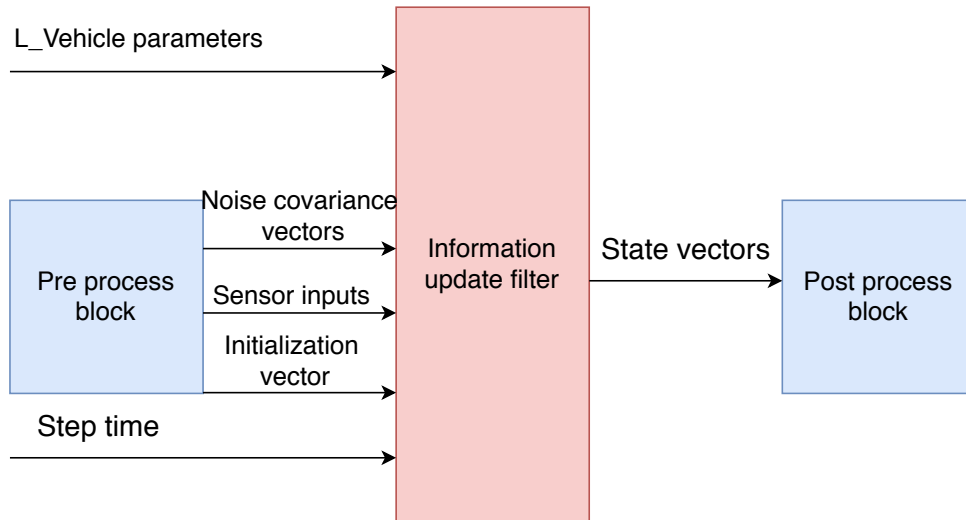 L_Vehicle parameters
Noise covariance
vectors
Pre process
block
Sensor inputs
Initialization
vector
Step time
Information
update filter
State vectors
Post process
block